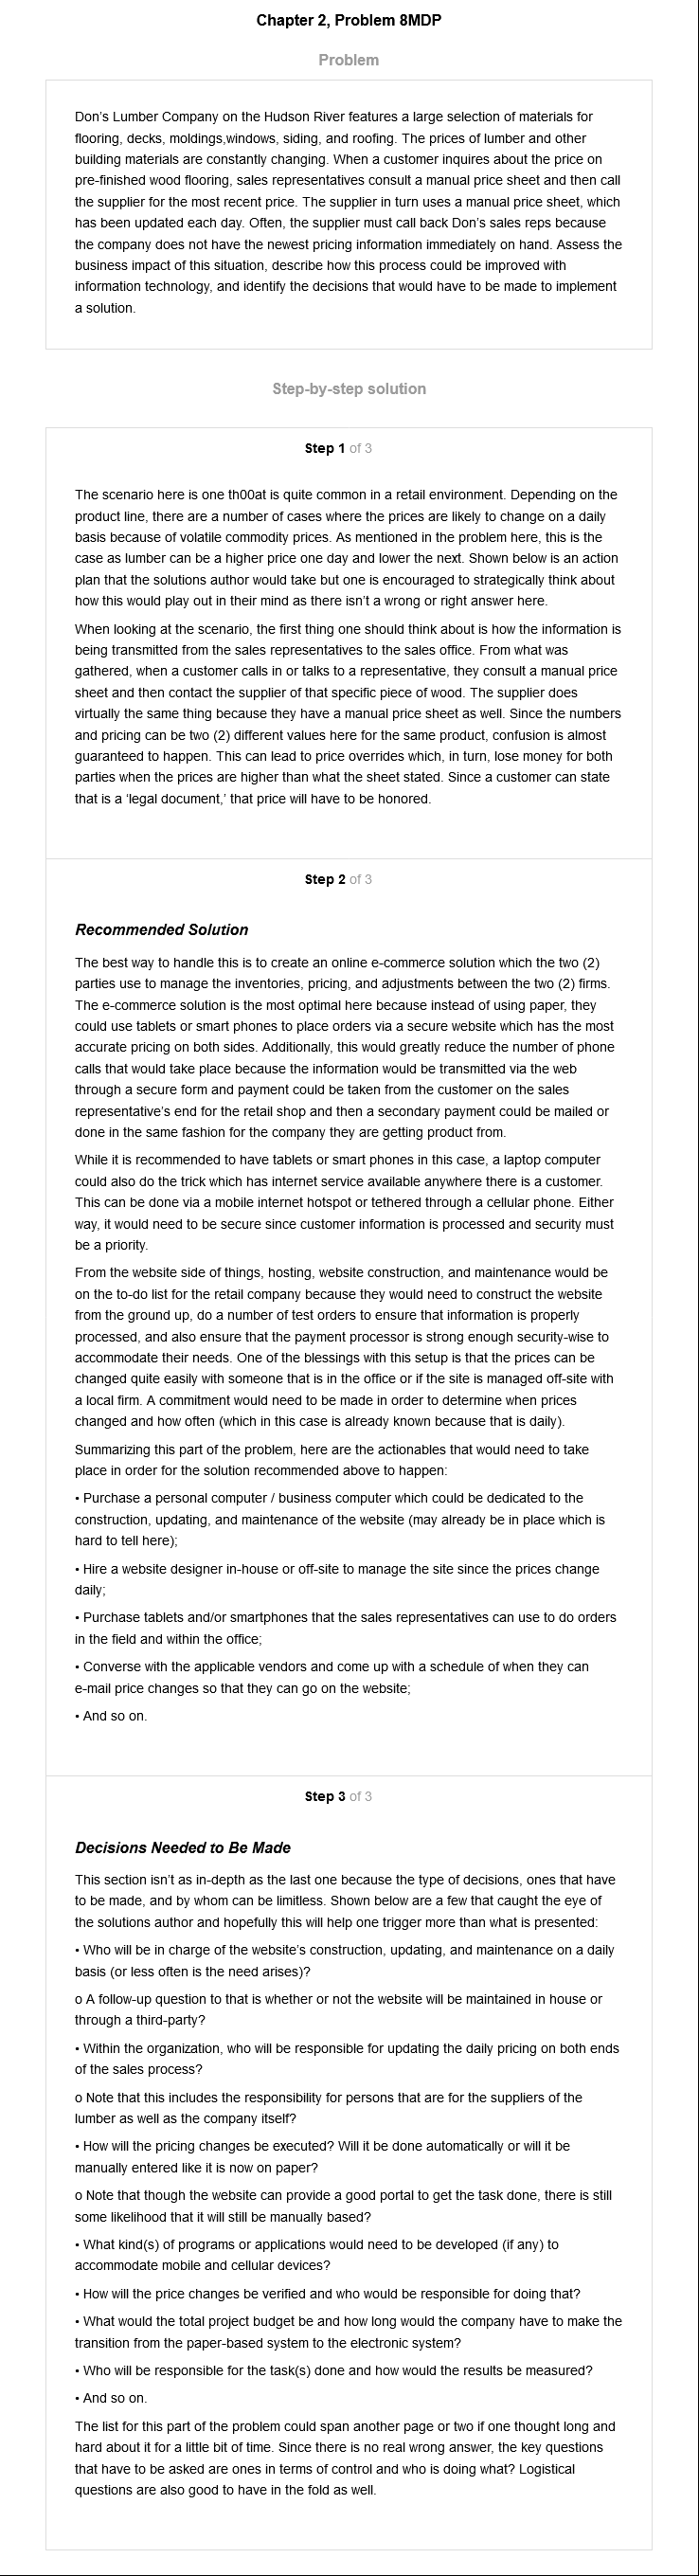 Chapter 2, Problem 8MDP
Problem
Don's Lumber Company on the Hudson River features a large selection of materials for
flooring, decks, moldings,windows, siding, and roofing. The prices of lumber and other
building materials are constantly changing. When a customer inquires about the price on
pre-finished wood flooring, sales representatives consult a manual price sheet and then call
the supplier for the most recent price. The supplier in turn uses a manual price sheet, which
has been updated each day. Often, the supplier must call back Don's sales reps because
the company does not have the newest pricing information immediately on hand. Assess the
business impact of this situation, describe how this process could be improved with
information technology, and identify the decisions that would have to be made to implement
a solution.
Step-by-step solution
Step 1 of 3
The scenario here is one th00at is quite common in a retail environment. Depending on the
product line, there are a number of cases where the prices are likely to change on a daily
basis because of volatile commodity prices. As mentioned in the problem here, this is the
case as lumber can be a higher price one day and lower the next. Shown below is an action
plan that the solutions author would take but one is encouraged to strategically think about
how this would play out in their mind as there isn't a wrong or right answer here.
When looking at the scenario, the first thing one should think about is how the information is
being transmitted from the sales representatives to the sales office. From what was
gathered, when a customer calls in or talks to a representative, they consult a manual price
sheet and then contact the supplier of that specific piece of wood. The supplier does
virtually the same thing because they have a manual price sheet as well. Since the numbers
and pricing can be two (2) different values here for the same product, confusion is almost
guaranteed to happen. This can lead to price overrides which, in turn, lose money for both
parties when the prices are higher than what the sheet stated. Since a customer can state
that is a 'legal document,' that price will have to be honored.
Step 2 of 3
Recommended Solution
The best way to handle this is to create an online e-commerce solution which the two (2)
parties use to manage the inventories, pricing, and adjustments between the two (2) firms.
The e-commerce solution is the most optimal here because instead of using paper, they
could use tablets or smart phones to place orders via a secure website which has the most
accurate pricing on both sides. Additionally, this would greatly reduce the number of phone
calls that would take place because the information would be transmitted via the web
through a secure form and payment could be taken from the customer on the sales
representative's end for the retail shop and then a secondary payment could be mailed or
done in the same fashion for the company they are getting product from.
While it is recommended to have tablets or smart phones in this case, a laptop computer
could also do the trick which has internet service available anywhere there is a customer.
This can be done via a mobile internet hotspot or tethered through a cellular phone. Either
way, it would need to be secure since customer information is processed and security must
be a priority.
From the website side of things, hosting, website construction, and maintenance would be
on the to-do list for the retail company because they would need to construct the website
from the ground up, do a number of test orders to ensure that information is properly
processed, and also ensure that the payment processor is strong enough security-wise to
accommodate their needs. One of the blessings with this setup is that the prices can be
changed quite easily with someone that is in the office or if the site is managed off-site with
a local firm. A commitment would need to be made in order to determine when prices
changed and how often (which in this case is already known because that is daily).
Summarizing this part of the problem, here are the actionables that would need to take
place in order for the solution recommended above to happen:
• Purchase a personal computer / business computer which could be dedicated to the
construction, updating, and maintenance of the website (may already be in place which is
hard to tell here);
• Hire a website designer in-house or off-site to manage the site since the prices change
daily;
• Purchase tablets and/or smartphones that the sales representatives can use to do orders
in the field and within the office;
• Converse with the applicable vendors and come up with a schedule of when they can
e-mail price changes so that they can go on the website;
• And so on.
Step 3 of 3
Decisions Needed to Be Made
This section isn't as in-depth as the last one because the type of decisions, ones that have
to be made, and by whom can be limitless. Shown below are a few that caught the eye of
the solutions author and hopefully this will help one trigger more than what is presented:
• Who will be in charge of the website's construction, updating, and maintenance on a daily
basis (or less often is the need arises)?
o A follow-up question to that is whether or not the website will be maintained in house or
through a third-party?
• Within the organization, who will be responsible for updating the daily pricing on both ends
of the sales process?
o Note that this includes the responsibility for persons that are for the suppliers of the
lumber as well as the company itself?
• How will the pricing changes be executed? Will it be done automatically or will it be
manually entered like it is now on paper?
o Note that though the website can provide a good portal to get the task done, there is still
some likelihood that it will still be manually based?
• What kind(s) of programs or applications would need to be developed (if any) to
accommodate mobile and cellular devices?
• How will the price changes be verified and who would be responsible for doing that?
• What would the total project budget be and how long would the company have to make the
transition from the paper-based system to the electronic system?
• Who will be responsible for the task(s) done and how would the results be measured?
• And so on.
The list for this part of the problem could span another page or two if one thought long and
hard about it for a little bit of time. Since there is no real wrong answer, the key questions
that have to be asked are ones in terms of control and who is doing what? Logistical
questions are also good to have in the fold as well.